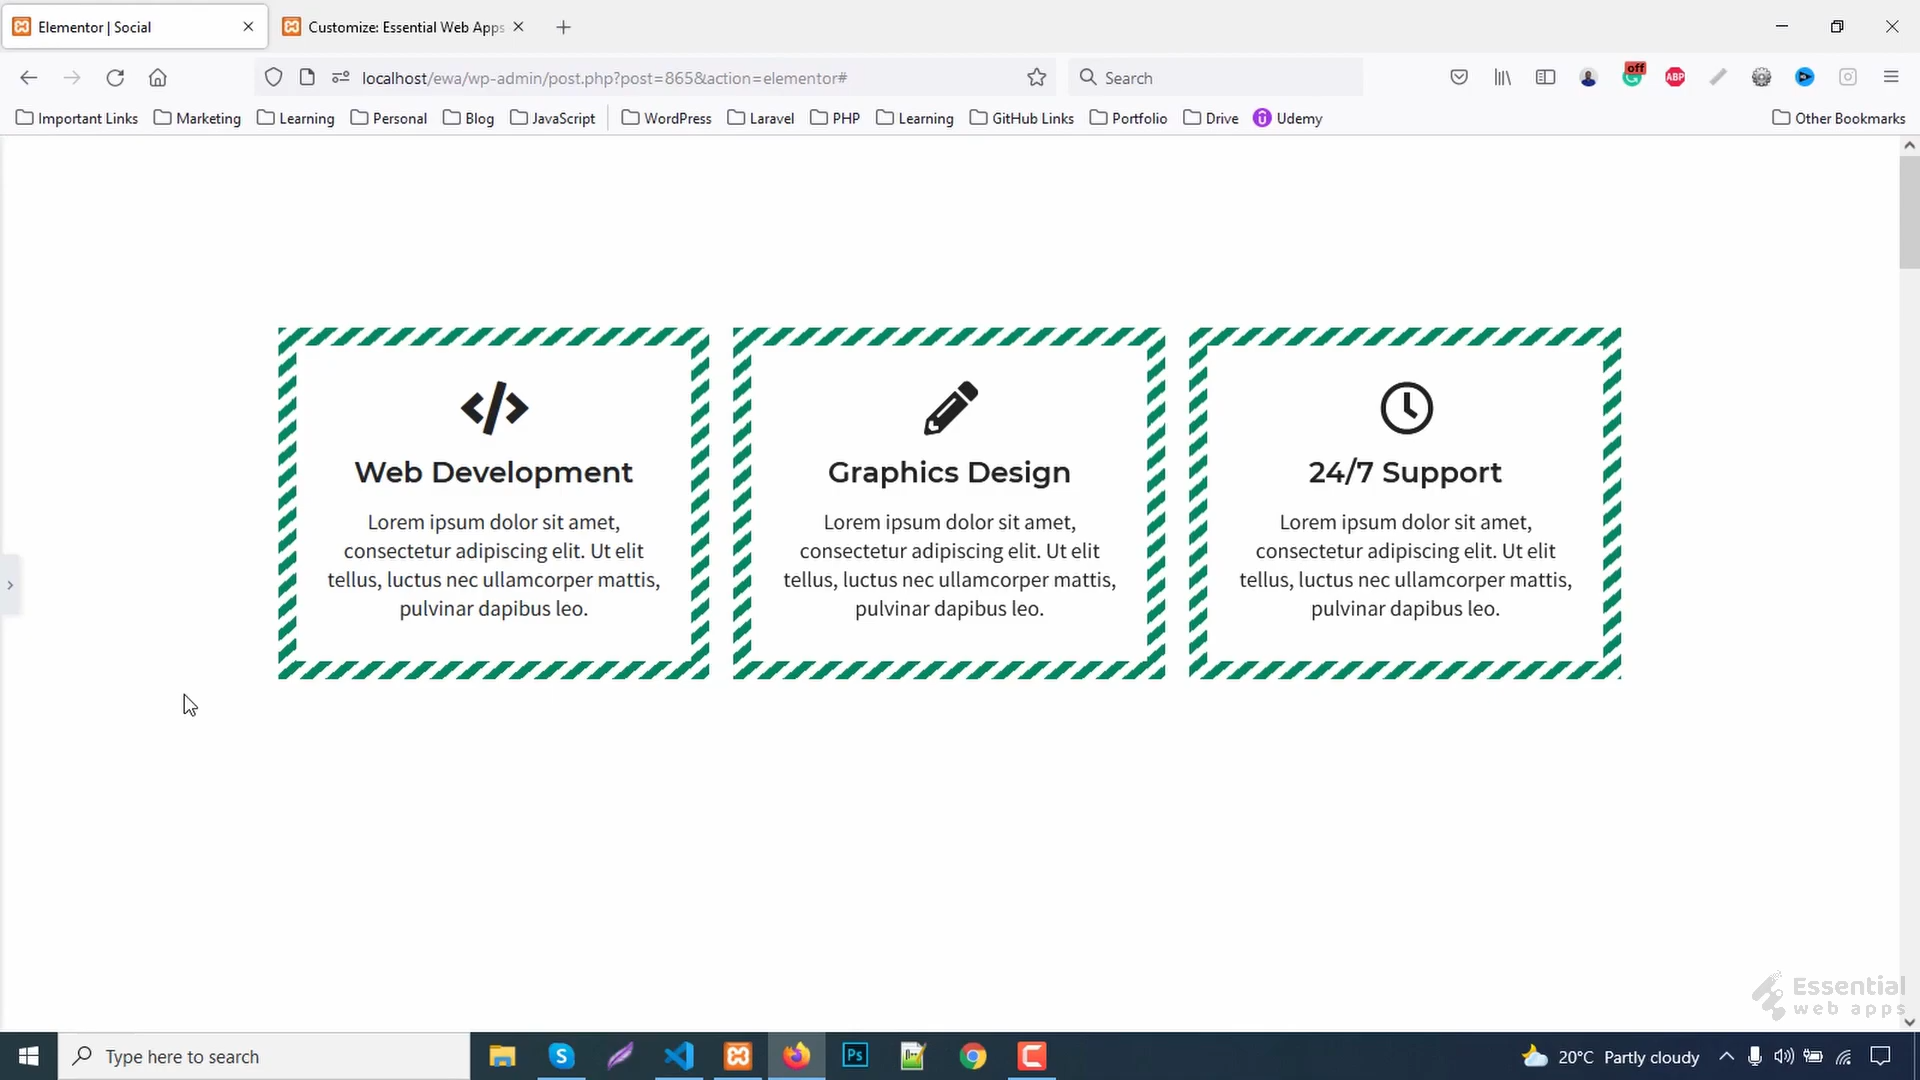 Elementor | Social
Customize: Essential Web Apps
localhost/ewa/wp-admin/post.php?post=865&action=elementor#
Search
off
ABP
Important Links
Marketing
Learning
Personal
Blog
JavaScript
WordPress
Laravel
PHP
Learning
GitHub Links
Portfolio
Drive
Udemy
Other Bookmarks
Web Development
Lorem ipsum dolor sit amet,
consectetur adipiscing elit. Ut elit
tellus, luctus nec ullamcorper mattis,
pulvinar dapibus leo.
Graphics Design
Lorem ipsum dolor sit amet,
consectetur adipiscing elit. Ut elit
tellus, luctus nec ullamcorper mattis,
pulvinar dapibus leo.
24/7 Support
Lorem ipsum dolor sit amet,
consectetur adipiscing elit. Ut elit
tellus, luctus nec ullamcorper mattis,
pulvinar dapibus leo.
Essential
web apps
Type here to search
Ps
20°C Partly cloudy